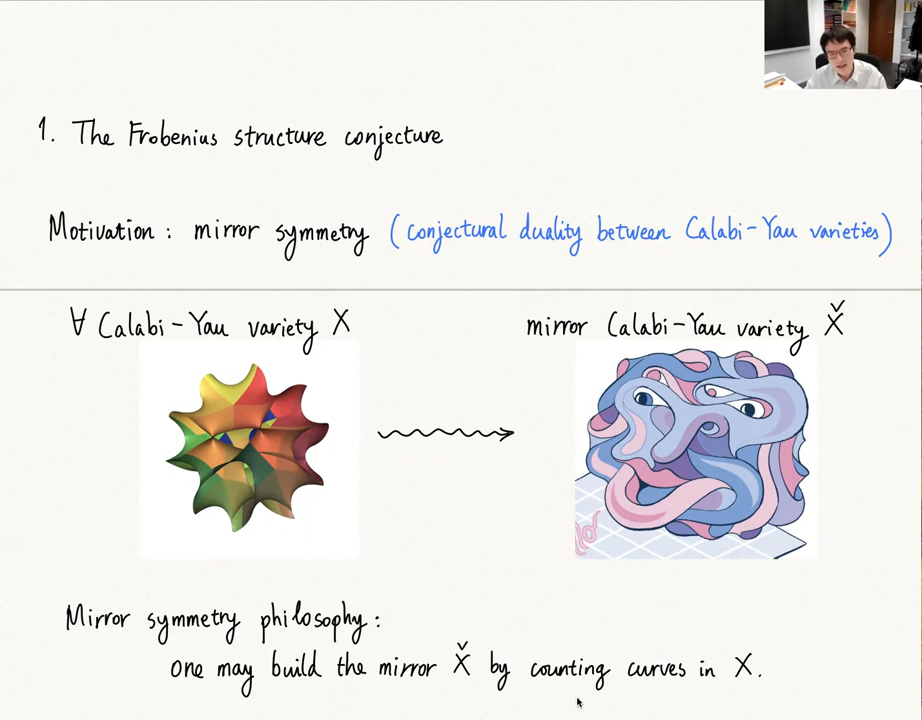 1. The Frobenius structure conjecture
Motivation : mirror symmetry (conjectural duality between Calabi-Yau varieties)
∀ Calabi-Yau variety X
mirror Calabi-Yau variety X̌
Mirror symmetry philosophy:
one may build the mirror X̌ by counting curves in X.